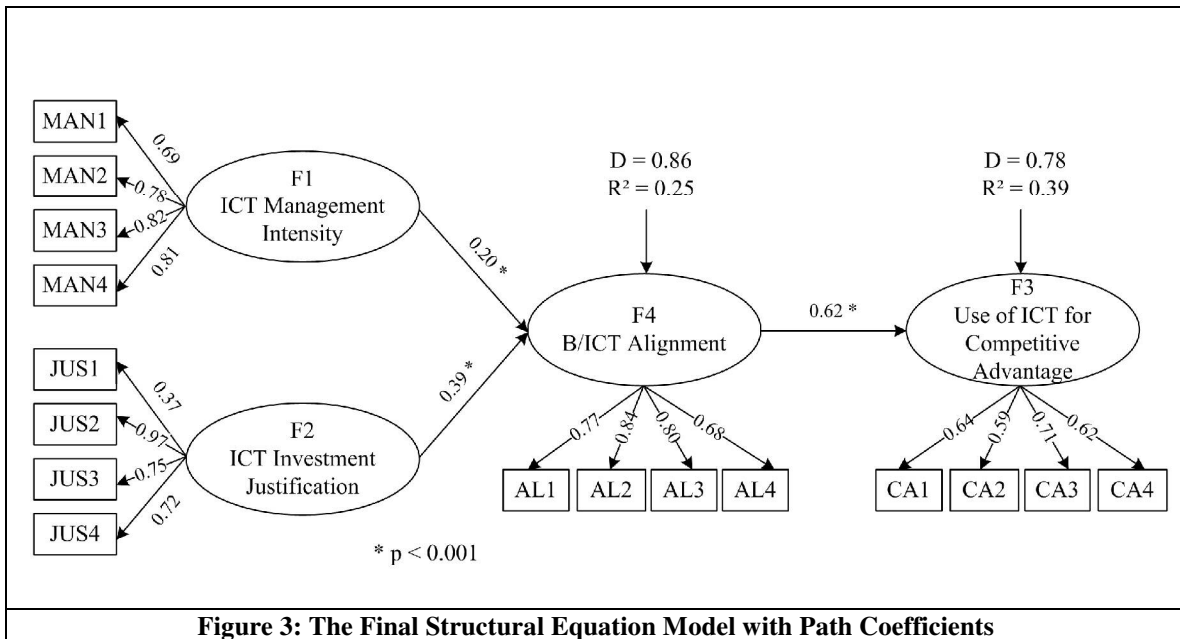 MAN1
MAN2
MAN3
MAN4
0.69
0.78
0.82
0.81
F1
ICT Management
Intensity
JUS1
JUS2
JUS3
JUS4
0.37
0.97
0.75
0.72
F2
ICT Investment
Justification
0.20 *
0.39 *
* p < 0.001
D = 0.86
R² = 0.25
F4
B/ICT Alignment
0.77
0.84
0.80
0.68
AL1
AL2
AL3
AL4
0.62 *
D = 0.78
R² = 0.39
F3
Use of ICT for
Competitive
Advantage
0.64
0.59
0.71
0.62
CA1
CA2
CA3
CA4
Figure 3: The Final Structural Equation Model with Path Coefficients